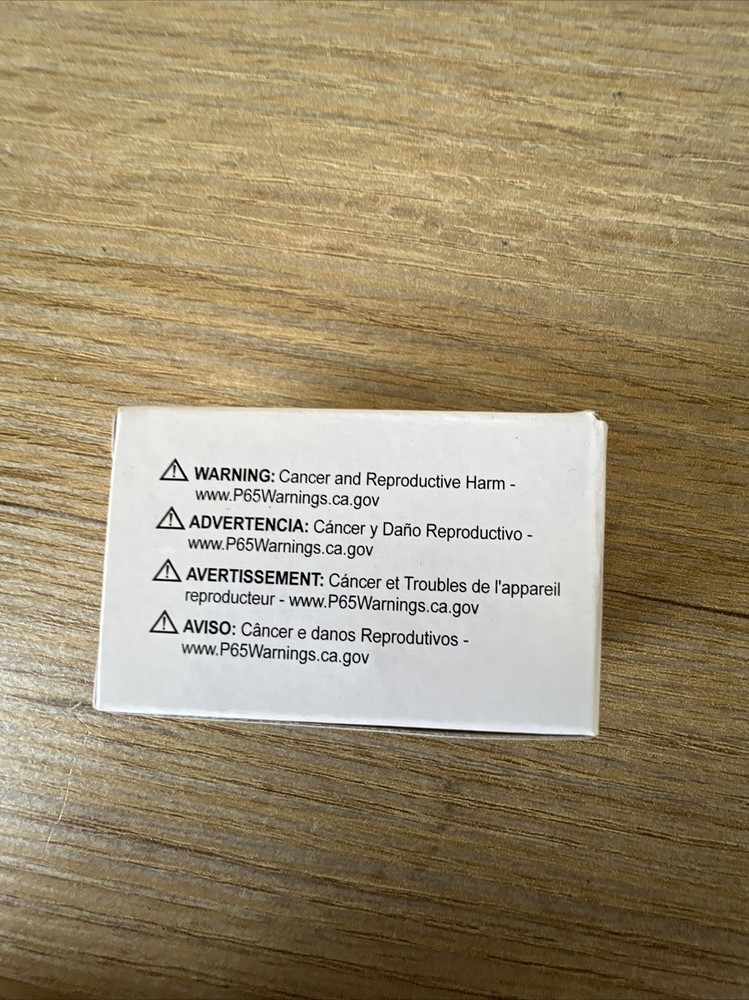 ⚠ WARNING: Cancer and Reproductive Harm -
www.P65Warnings.ca.gov
⚠ ADVERTENCIA: Cáncer y Daño Reproductivo -
www.P65Warnings.ca.gov
⚠ AVERTISSEMENT: Cáncer et Troubles de l'appareil
reproducteur - www.P65Warnings.ca.gov
⚠ AVISO: Câncer e danos Reprodutivos -
www.P65Warnings.ca.gov